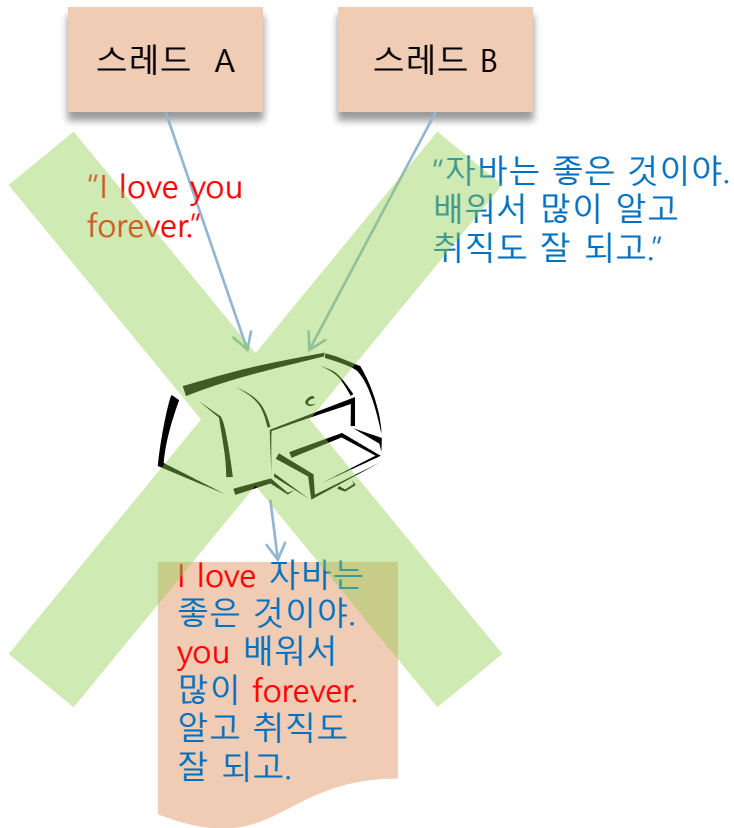 스레드 A
스레드 B
"I love you
forever."
"자바는 좋은 것이야.
배워서 많이 알고
취직도 잘 되고."
I love 자바는
좋은 것이야.
you 배워서
많이 forever.
알고 취직도
잘 되고.